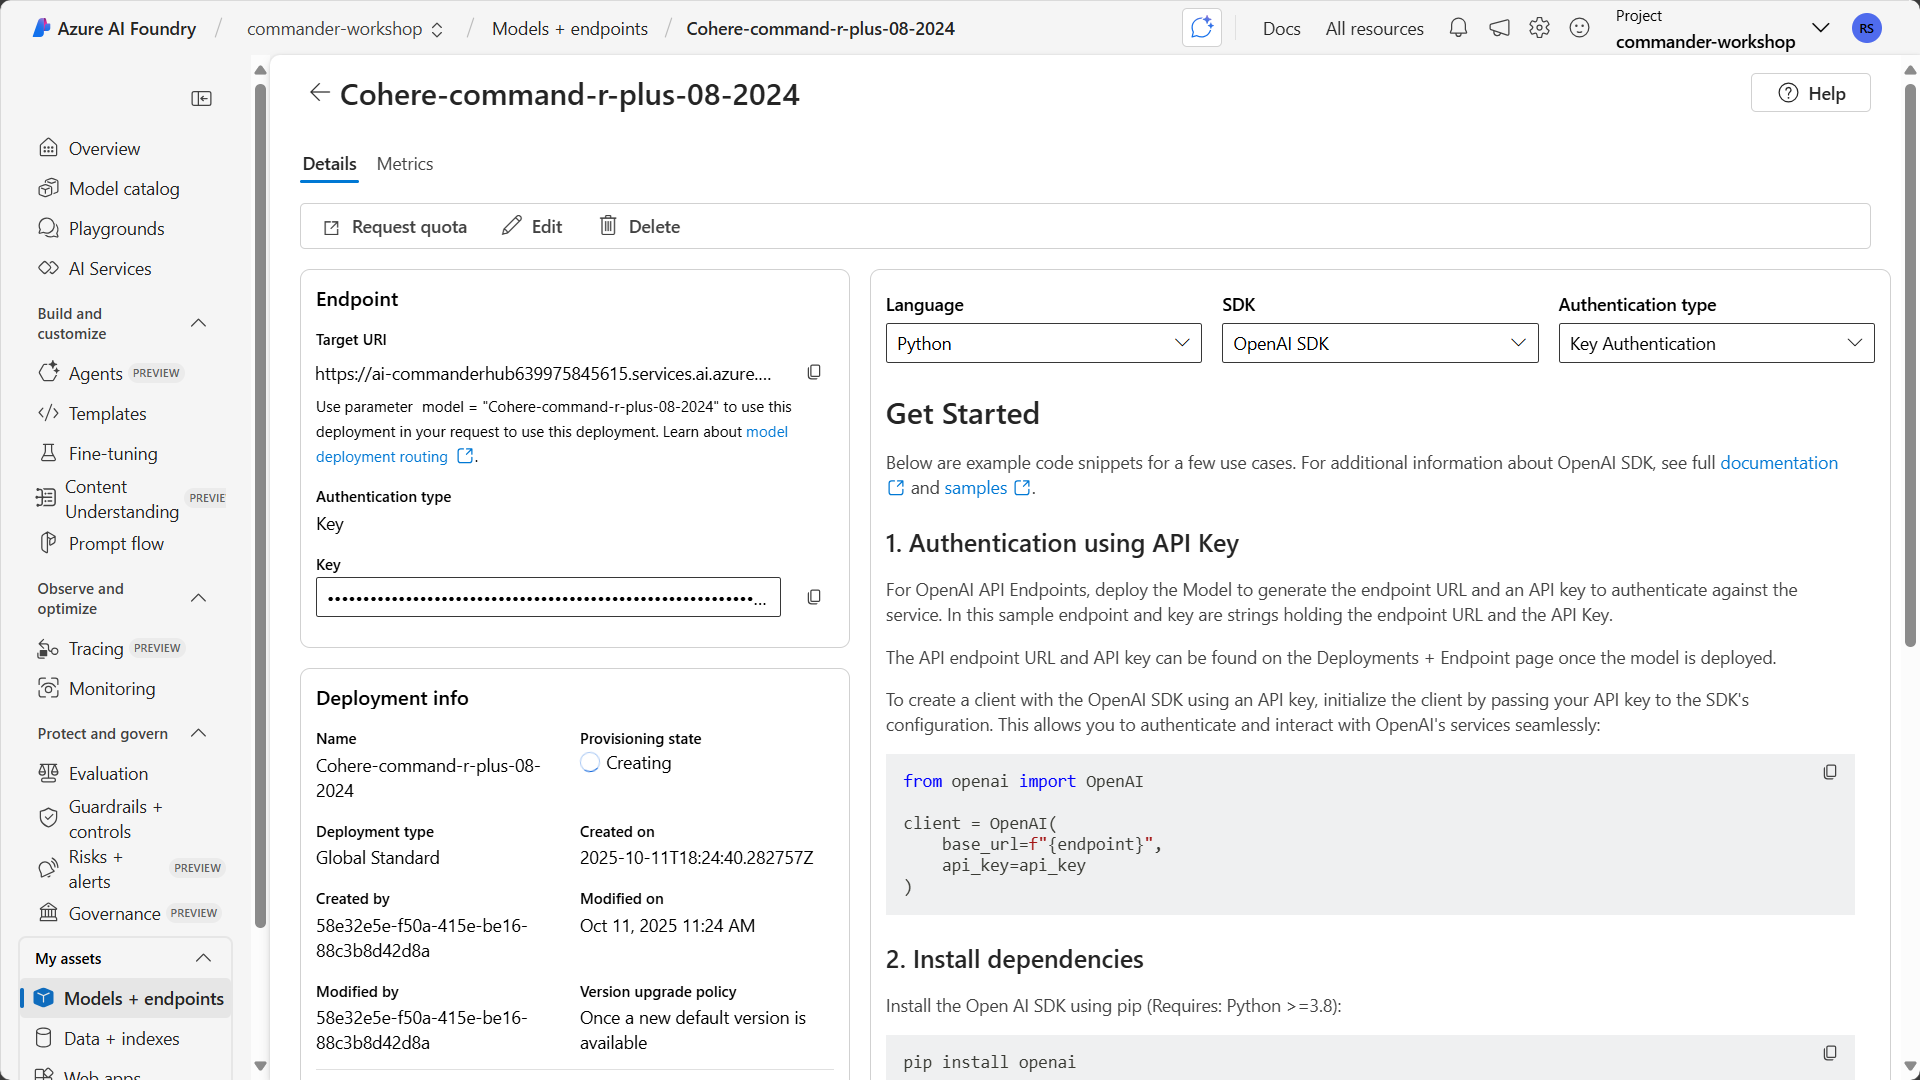 Azure AI Foundry / commander-workshop / Models + endpoints / Cohere-command-r-plus-08-2024
Docs All resources
Project
commander-workshop
RS
Overview
Model catalog
Playgrounds
AI Services
Build and
customize
Agents PREVIEW
Templates
Fine-tuning
Content
Understanding PREVIE
Prompt flow
Observe and
optimize
Tracing PREVIEW
Monitoring
Protect and govern
Evaluation
Guardrails +
controls
Risks +
alerts PREVIEW
Governance PREVIEW
My assets
Models + endpoints
Data + indexes
Web apps
Cohere-command-r-plus-08-2024
Help
Details Metrics
Request quota Edit Delete
Endpoint
Target URI
https://ai-commanderhub639975845615.services.ai.azure....
Use parameter model = "Cohere-command-r-plus-08-2024" to use this
deployment in your request to use this deployment. Learn about model
deployment routing .
Authentication type
Key
Key
••••••••••••••••••••••••••••••••••••••••••••••••••••••••••••...
Deployment info
Name
Cohere-command-r-plus-08-
2024
Provisioning state
Creating
Deployment type
Global Standard
Created on
2025-10-11T18:24:40.282757Z
Created by
58e32e5e-f50a-415e-be16-
88c3b8d42d8a
Modified on
Oct 11, 2025 11:24 AM
Modified by
58e32e5e-f50a-415e-be16-
88c3b8d42d8a
Version upgrade policy
Once a new default version is
available
Language
Python
SDK
OpenAI SDK
Authentication type
Key Authentication
Get Started
Below are example code snippets for a few use cases. For additional information about OpenAI SDK, see full documentation
and samples .
1. Authentication using API Key
For OpenAI API Endpoints, deploy the Model to generate the endpoint URL and an API key to authenticate against the
service. In this sample endpoint and key are strings holding the endpoint URL and the API Key.
The API endpoint URL and API key can be found on the Deployments + Endpoint page once the model is deployed.
To create a client with the OpenAI SDK using an API key, initialize the client by passing your API key to the SDK's
configuration. This allows you to authenticate and interact with OpenAI's services seamlessly:
from openai import OpenAI
client = OpenAI(
base_url=f"{endpoint}",
api_key=api_key
)
2. Install dependencies
Install the Open AI SDK using pip (Requires: Python >=3.8):
pip install openai